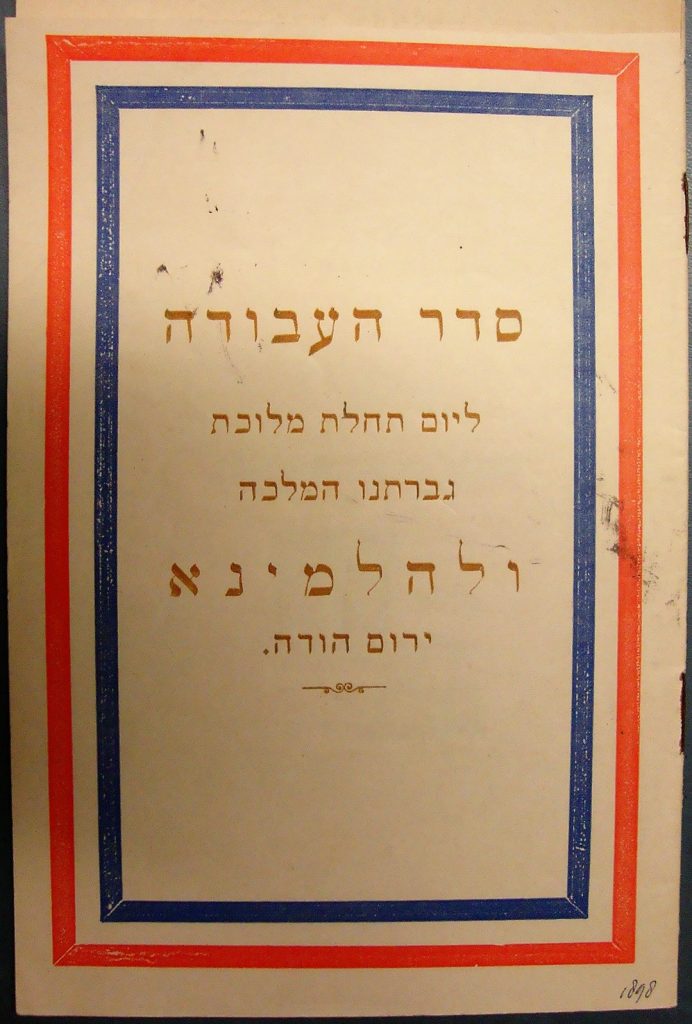 סדר העבודה
ליום תחלת מלוכת
גברתנו המלכה
ולהלמינא
ירום הודה.
1898